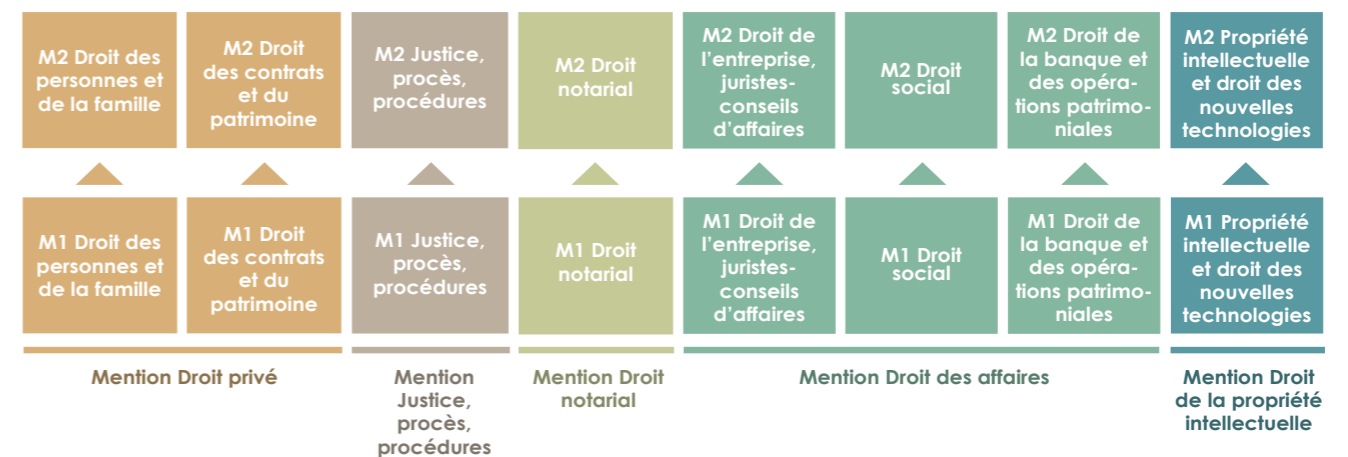 M2 Droit des
personnes et
de la famille
M2 Droit
des contrats
et du
patrimoine
M2 Justice,
procès,
procédures
M2 Droit
notarial
M2 Droit de
l’entreprise,
juristes-
conseils
d’affaires
M2 Droit
social
M2 Droit de
la banque et
des opéra-
tions patrimo-
niales
M2 Propriété
intellectuelle
et droit des
nouvelles
technologies
M1 Droit des
personnes et
de la famille
M1 Droit
des contrats
et du
patrimoine
M1 Justice,
procès,
procédures
M1 Droit
notarial
M1 Droit de
l’entreprise,
juristes-
conseils
d’affaires
M1 Droit
social
M1 Droit de
la banque et
des opéra-
tions patrimo-
niales
M1 Propriété
intellectuelle
et droit des
nouvelles
technologies
Mention Droit privé
Mention
Justice,
procès,
procédures
Mention Droit
notarial
Mention Droit des affaires
Mention Droit
de la propriété
intellectuelle